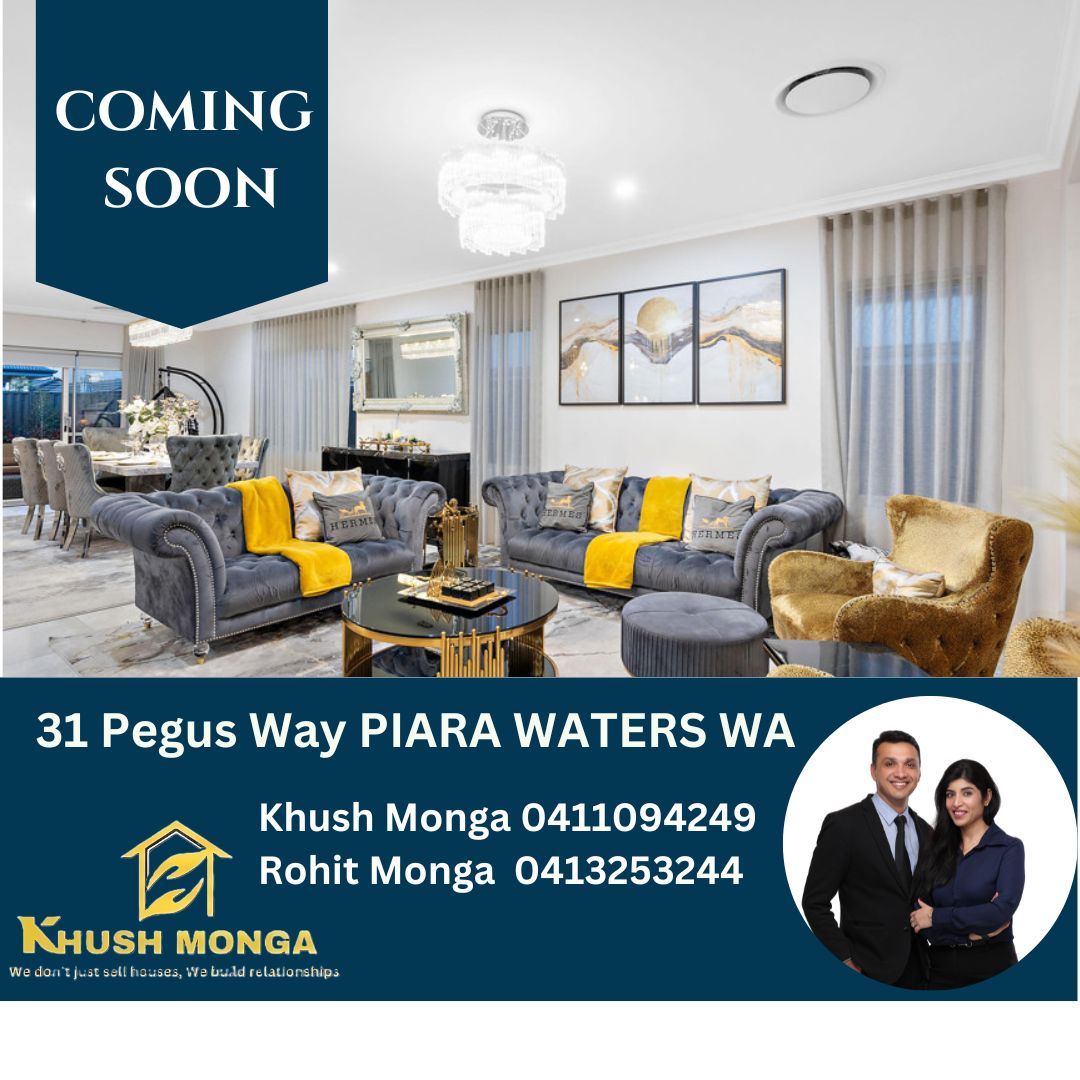 COMING
SOON
HERMES
HERMES
HERMES
31 Pegus Way PIARA WATERS WA
Khush Monga 0411094249
Rohit Monga 0413253244
KHUSH MONGA
We don't just sell houses, We build relationships